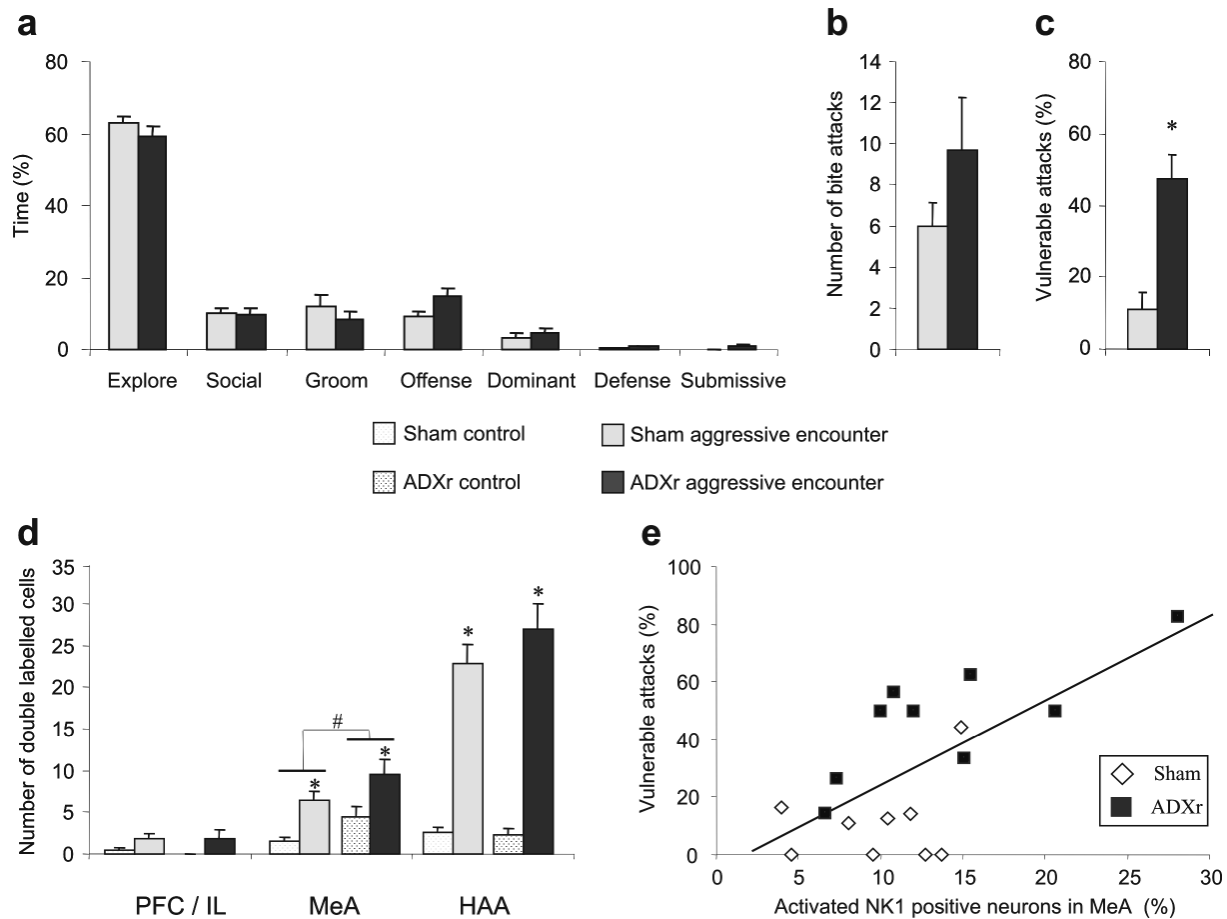 a
Time (%)
80
60
40
20
0
Explore Social Groom Offense Dominant Defense Submissive
b
Number of bite attacks
14
12
10
8
6
4
2
0
c
Vulnerable attacks (%)
80
60
40
20
0
*
Sham control
Sham aggressive encounter
ADXr control
ADXr aggressive encounter
d
Number of double labelled cells
35
30
25
20
15
10
5
0
#
* * * *
PFC / IL MeA HAA
e
Vulnerable attacks (%)
100
80
60
40
20
0
0 5 10 15 20 25 30
Activated NK1 positive neurons in MeA (%)
Sham
ADXr